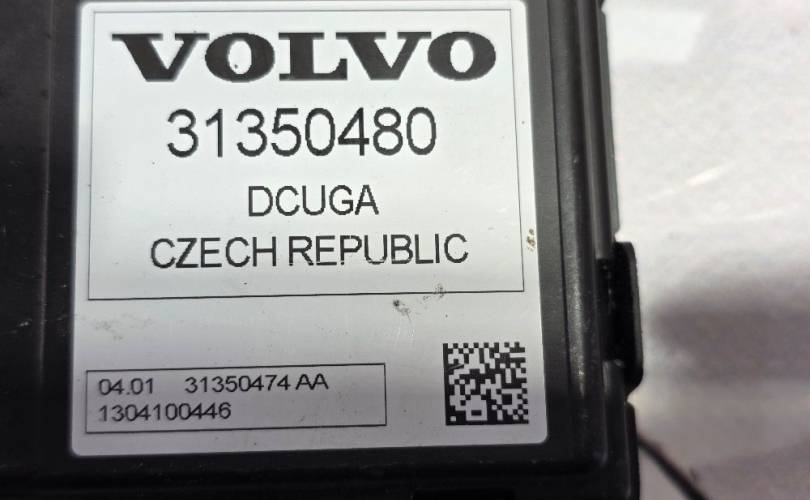 VOLVO
31350480
DCUGA
CZECH REPUBLIC
04.01 31350474 AA
1304100446